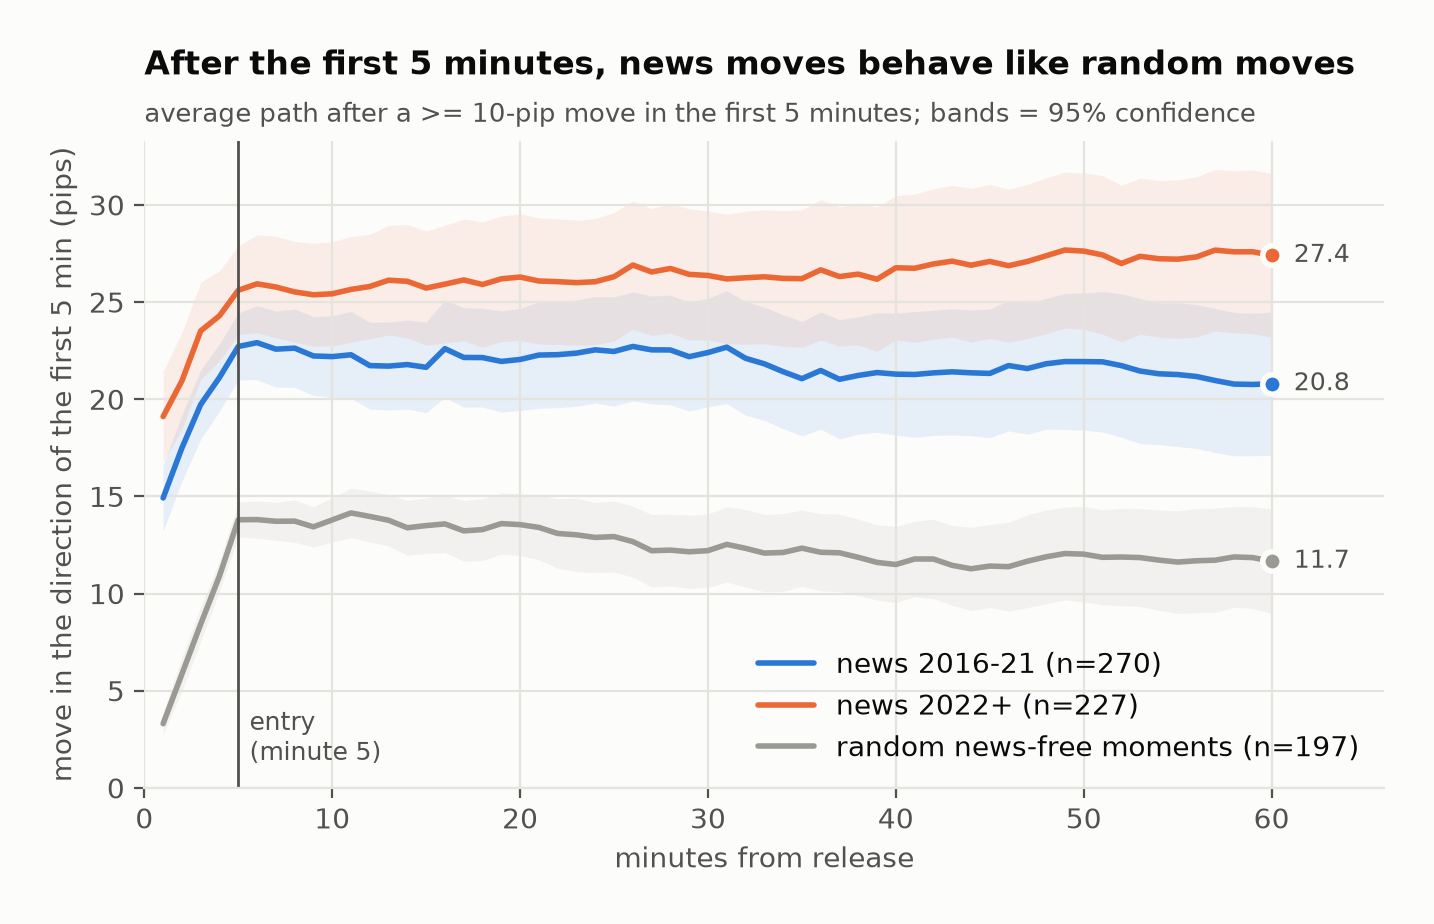 After the first 5 minutes, news moves behave like random moves
average path after a >= 10-pip move in the first 5 minutes; bands = 95% confidence
move in the direction of the first 5 min (pips)
30
25
20
15
10
5
0
27.4
20.8
11.7
news 2016-21 (n=270)
news 2022+ (n=227)
random news-free moments (n=197)
entry
(minute 5)
0 10 20 30 40 50 60
minutes from release